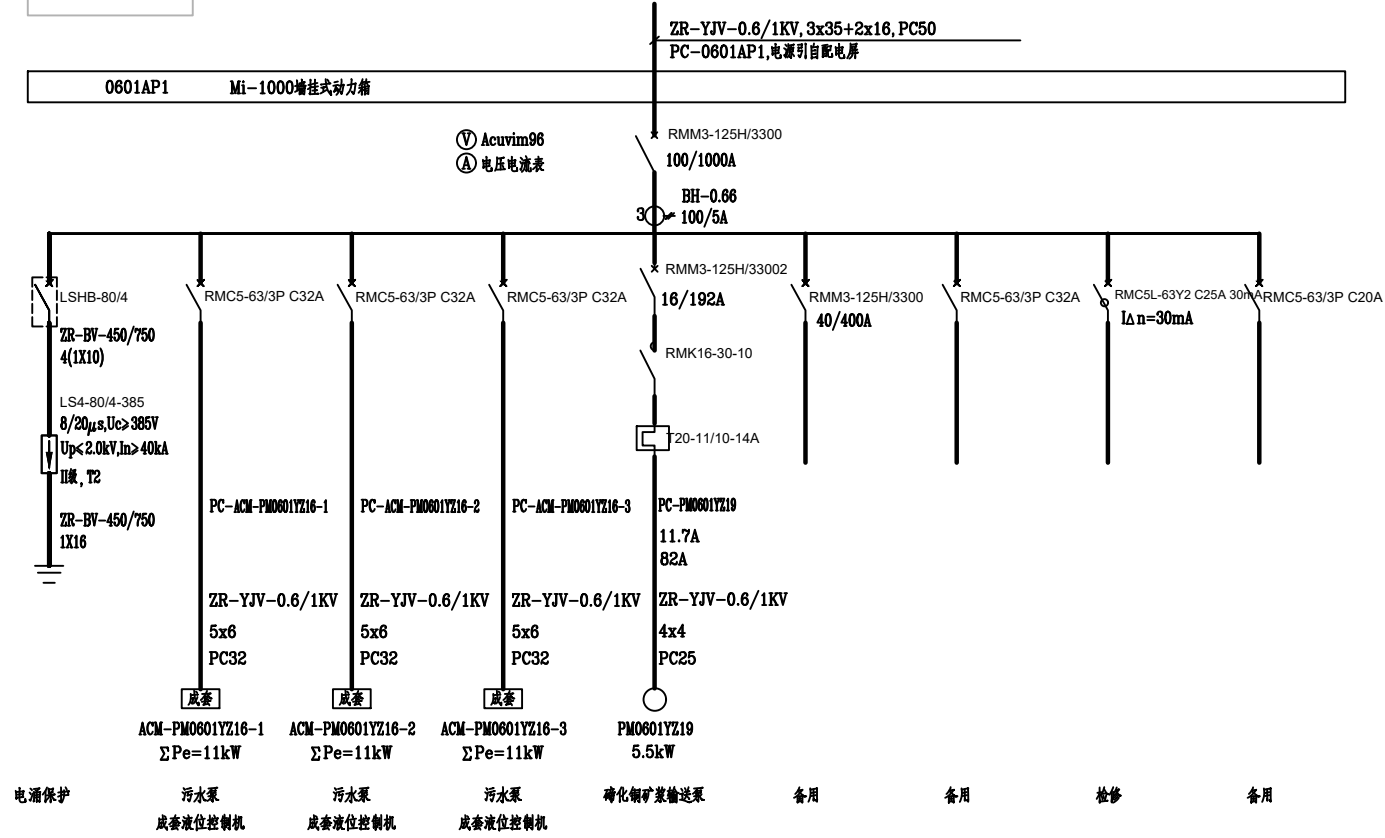 ZR-YJV-0.6/1KV, 3x35+2x16, PC50
PC-0601AP1,电源引自配电屏
0601AP1 Mi-1000墙挂式动力箱
V Acuvim96
A 电压电流表
RMM3-125H/3300
100/1000A
BH-0.66
3 100/5A
LSHB-80/4
ZR-BV-450/750
4(1X10)
LS4-80/4-385
8/20μs,Uc≥385V
Up≤2.0kV,In≥40kA
II级, T2
ZR-BV-450/750
1X16
电涌保护
RMC5-63/3P C32A
PC-ACM-PM0601YZ16-1
ZR-YJV-0.6/1KV
5x6
PC32
成套
ACM-PM0601YZ16-1
ΣPe=11kW
污水泵
成套液位控制机
RMC5-63/3P C32A
PC-ACM-PM0601YZ16-2
ZR-YJV-0.6/1KV
5x6
PC32
成套
ACM-PM0601YZ16-2
ΣPe=11kW
污水泵
成套液位控制机
RMC5-63/3P C32A
PC-ACM-PM0601YZ16-3
ZR-YJV-0.6/1KV
5x6
PC32
成套
ACM-PM0601YZ16-3
ΣPe=11kW
污水泵
成套液位控制机
RMM3-125H/33002
16/192A
RMK16-30-10
T20-11/10-14A
PC-PM0601YZ19
11.7A
82A
ZR-YJV-0.6/1KV
4x4
PC25
PM0601YZ19
5.5kW
碲化铜矿浆输送泵
RMM3-125H/3300
40/400A
备用
RMC5-63/3P C32A
备用
RMC5L-63Y2 C25A 30mA
IΔn=30mA
检修
RMC5-63/3P C20A
备用